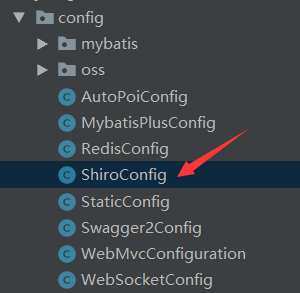 config
mybatis
oss
AutoPoiConfig
MybatisPlusConfig
RedisConfig
ShiroConfig
StaticConfig
Swagger2Config
WebMvcConfiguration
WebSocketConfig